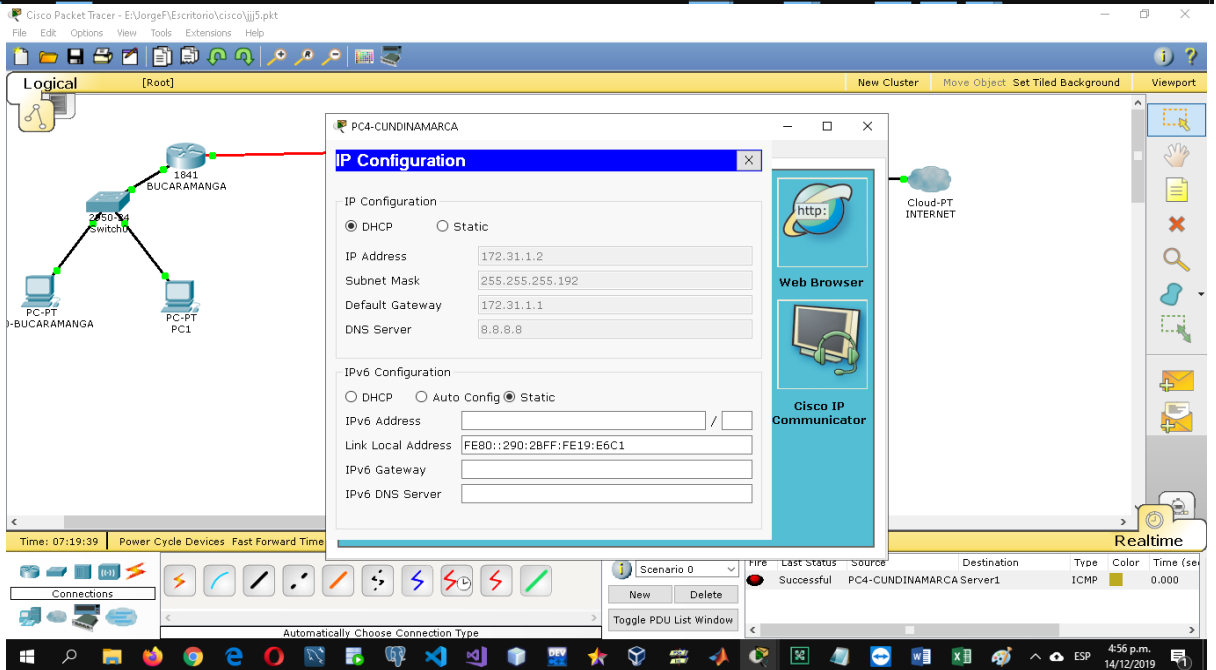 Cisco Packet Tracer - E:\JorgeF\Escritorio\cisco\jjj5.pkt
File Edit Options View Tools Extensions Help
Logical [Root] New Cluster Move Object Set Tiled Background Viewport
PC4-CUNDINAMARCA
IP Configuration
IP Configuration
DHCP Static
IP Address 172.31.1.2
Subnet Mask 255.255.255.192
Default Gateway 172.31.1.1
DNS Server 8.8.8.8
IPv6 Configuration
DHCP Auto Config Static
IPv6 Address /
Link Local Address FE80::290:2BFF:FE19:E6C1
IPv6 Gateway
IPv6 DNS Server
http:
Web Browser
Cisco IP
Communicator
1841
BUCARAMANGA
2950-24
Switch0
PC-PT
0-BUCARAMANGA
PC-PT
PC1
Cloud-PT
INTERNET
Time: 07:19:39 Power Cycle Devices Fast Forward Time
Realtime
Connections
Automatically Choose Connection Type
Scenario 0
New Delete
Toggle PDU List Window
Fire Last Status Source Destination Type Color Time (sec
Successful PC4-CUNDINAMARCA Server1 ICMP 0.000
ESP
4:56 p.m.
14/12/2019